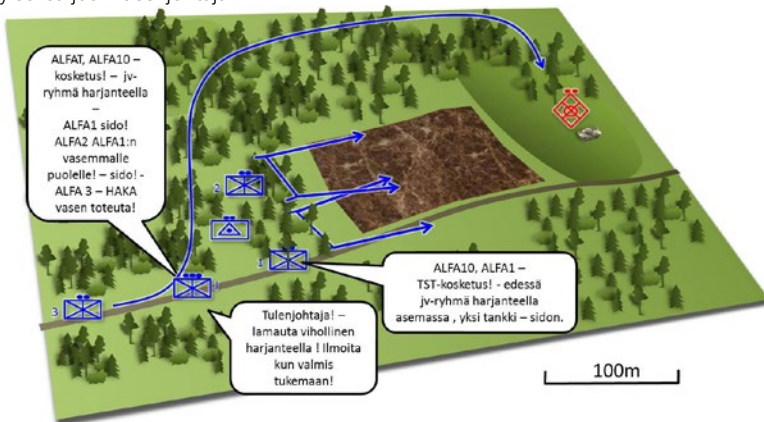 ALFAT, ALFA10 –
kosketus! – jv-
ryhmä harjanteella
–
ALFA1 sido!
ALFA2 ALFA1:n
vasemmalle
puolelle! – sido! -
ALFA 3 – HAKA
vasen toteuta!
2
1
3
1
ALFA10, ALFA1 –
TST-kosketus! - edessä
jv-ryhmä harjanteella
asemassa , yksi tankki – sidon.
Tulenjohtaja! –
lamauta vihollinen
harjanteella ! Ilmoita
kun valmis
tukemaan!
100m